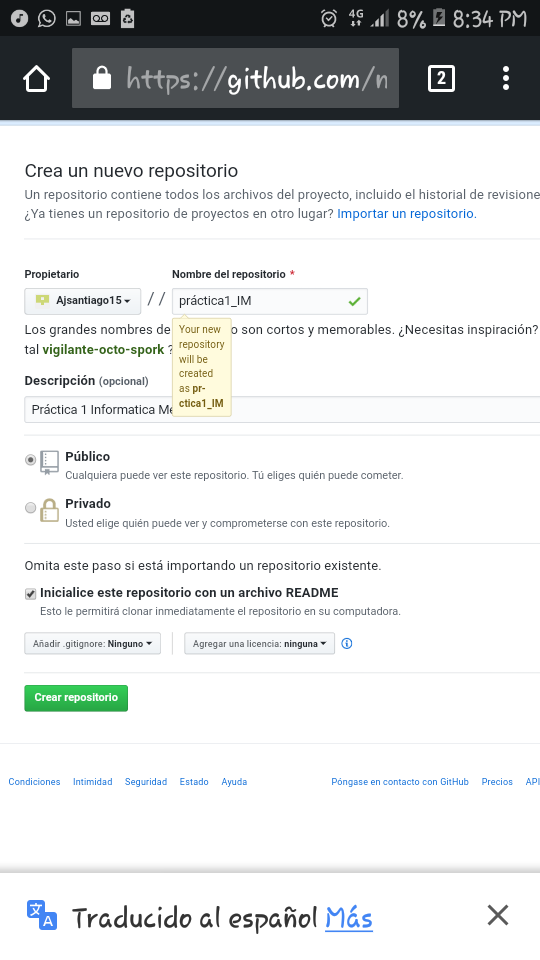 4G 8% 8:34 PM
https://github.com/n
2
Crea un nuevo repositorio
Un repositorio contiene todos los archivos del proyecto, incluido el historial de revisione
¿Ya tienes un repositorio de proyectos en otro lugar? Importar un repositorio.
Propietario
Nombre del repositorio *
Ajsantiago15 / / práctica1_IM
Los grandes nombres de o son cortos y memorables. ¿Necesitas inspiración?
tal vigilante-octo-spork ?
Your new
repository
will be
created
as pr-
ctica1_IM
Descripción (opcional)
Práctica 1 Informatica Me
Público
Cualquiera puede ver este repositorio. Tú eliges quién puede cometer.
Privado
Usted elige quién puede ver y comprometerse con este repositorio.
Omita este paso si está importando un repositorio existente.
Inicialice este repositorio con un archivo README
Esto le permitirá clonar inmediatamente el repositorio en su computadora.
Añadir .gitignore: Ninguno Agregar una licencia: ninguna
Crear repositorio
Condiciones Intimidad Seguridad Estado Ayuda Póngase en contacto con GitHub Precios API
Traducido al español Más